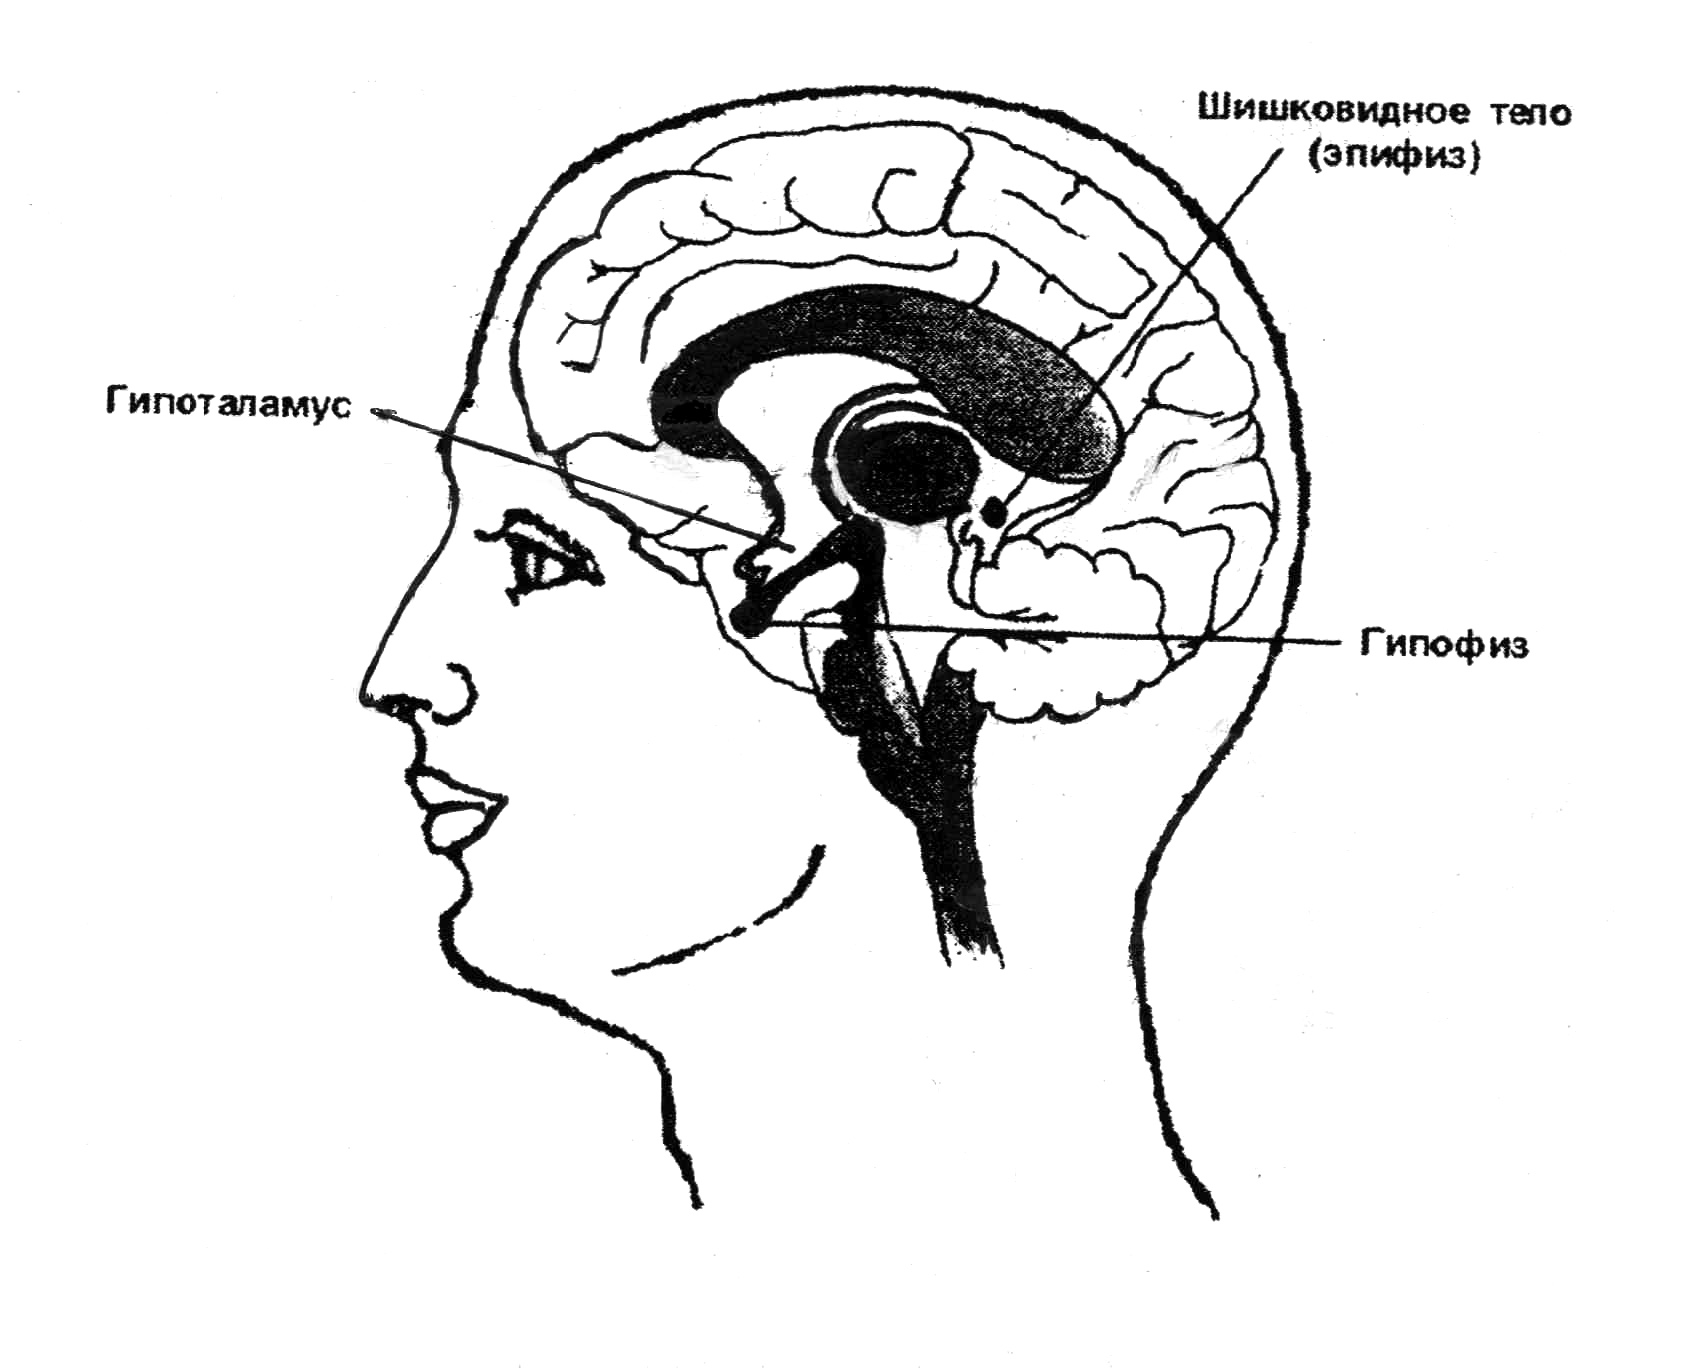 Шишковидное тело
(эпифиз)
Гипоталамус
Гипофиз